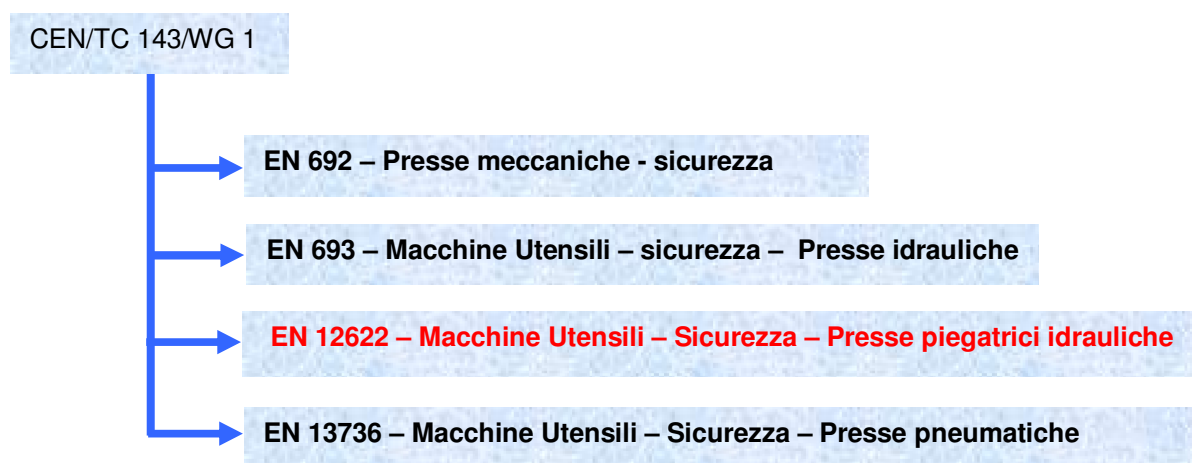 CEN/TC 143/WG 1
EN 692 – Presse meccaniche - sicurezza
EN 693 – Macchine Utensili – sicurezza – Presse idrauliche
EN 12622 – Macchine Utensili – Sicurezza – Presse piegatrici idrauliche
EN 13736 – Macchine Utensili – Sicurezza – Presse pneumatiche